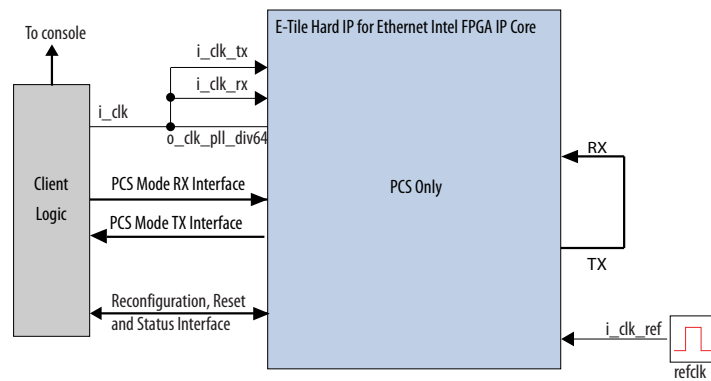 E-Tile Hard IP for Ethernet Intel FPGA IP Core
To console
i_clk_tx
i_clk_rx
i_clk
o_clk_pll_div64
Client
Logic
PCS Mode RX Interface
PCS Only
RX
PCS Mode TX Interface
TX
Reconfiguration, Reset
and Status Interface
i_clk_ref
refclk